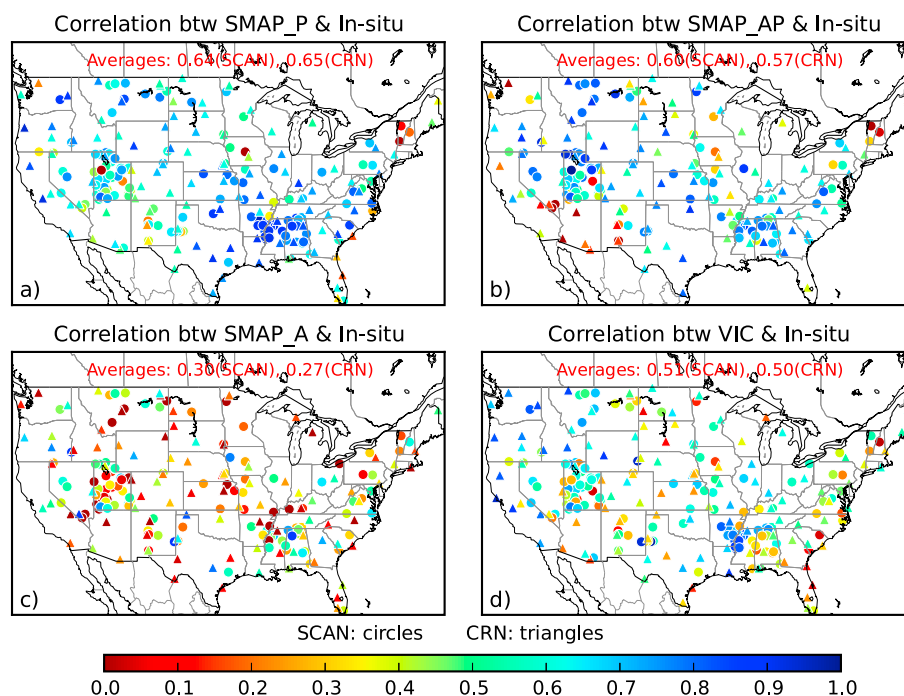 Correlation btw SMAP_P & In-situ
Averages: 0.64(SCAN), 0.65(CRN)
a)
Correlation btw SMAP_AP & In-situ
Averages: 0.60(SCAN), 0.57(CRN)
b)
Correlation btw SMAP_A & In-situ
Averages: 0.30(SCAN), 0.27(CRN)
c)
Correlation btw VIC & In-situ
Averages: 0.51(SCAN), 0.50(CRN)
d)
SCAN: circles CRN: triangles
0.0 0.1 0.2 0.3 0.4 0.5 0.6 0.7 0.8 0.9 1.0